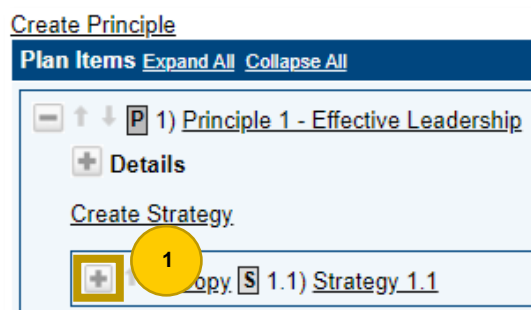 Create Principle
Plan Items Expand All Collapse All
P 1) Principle 1 - Effective Leadership
Details
Create Strategy
1
S 1.1) Strategy 1.1